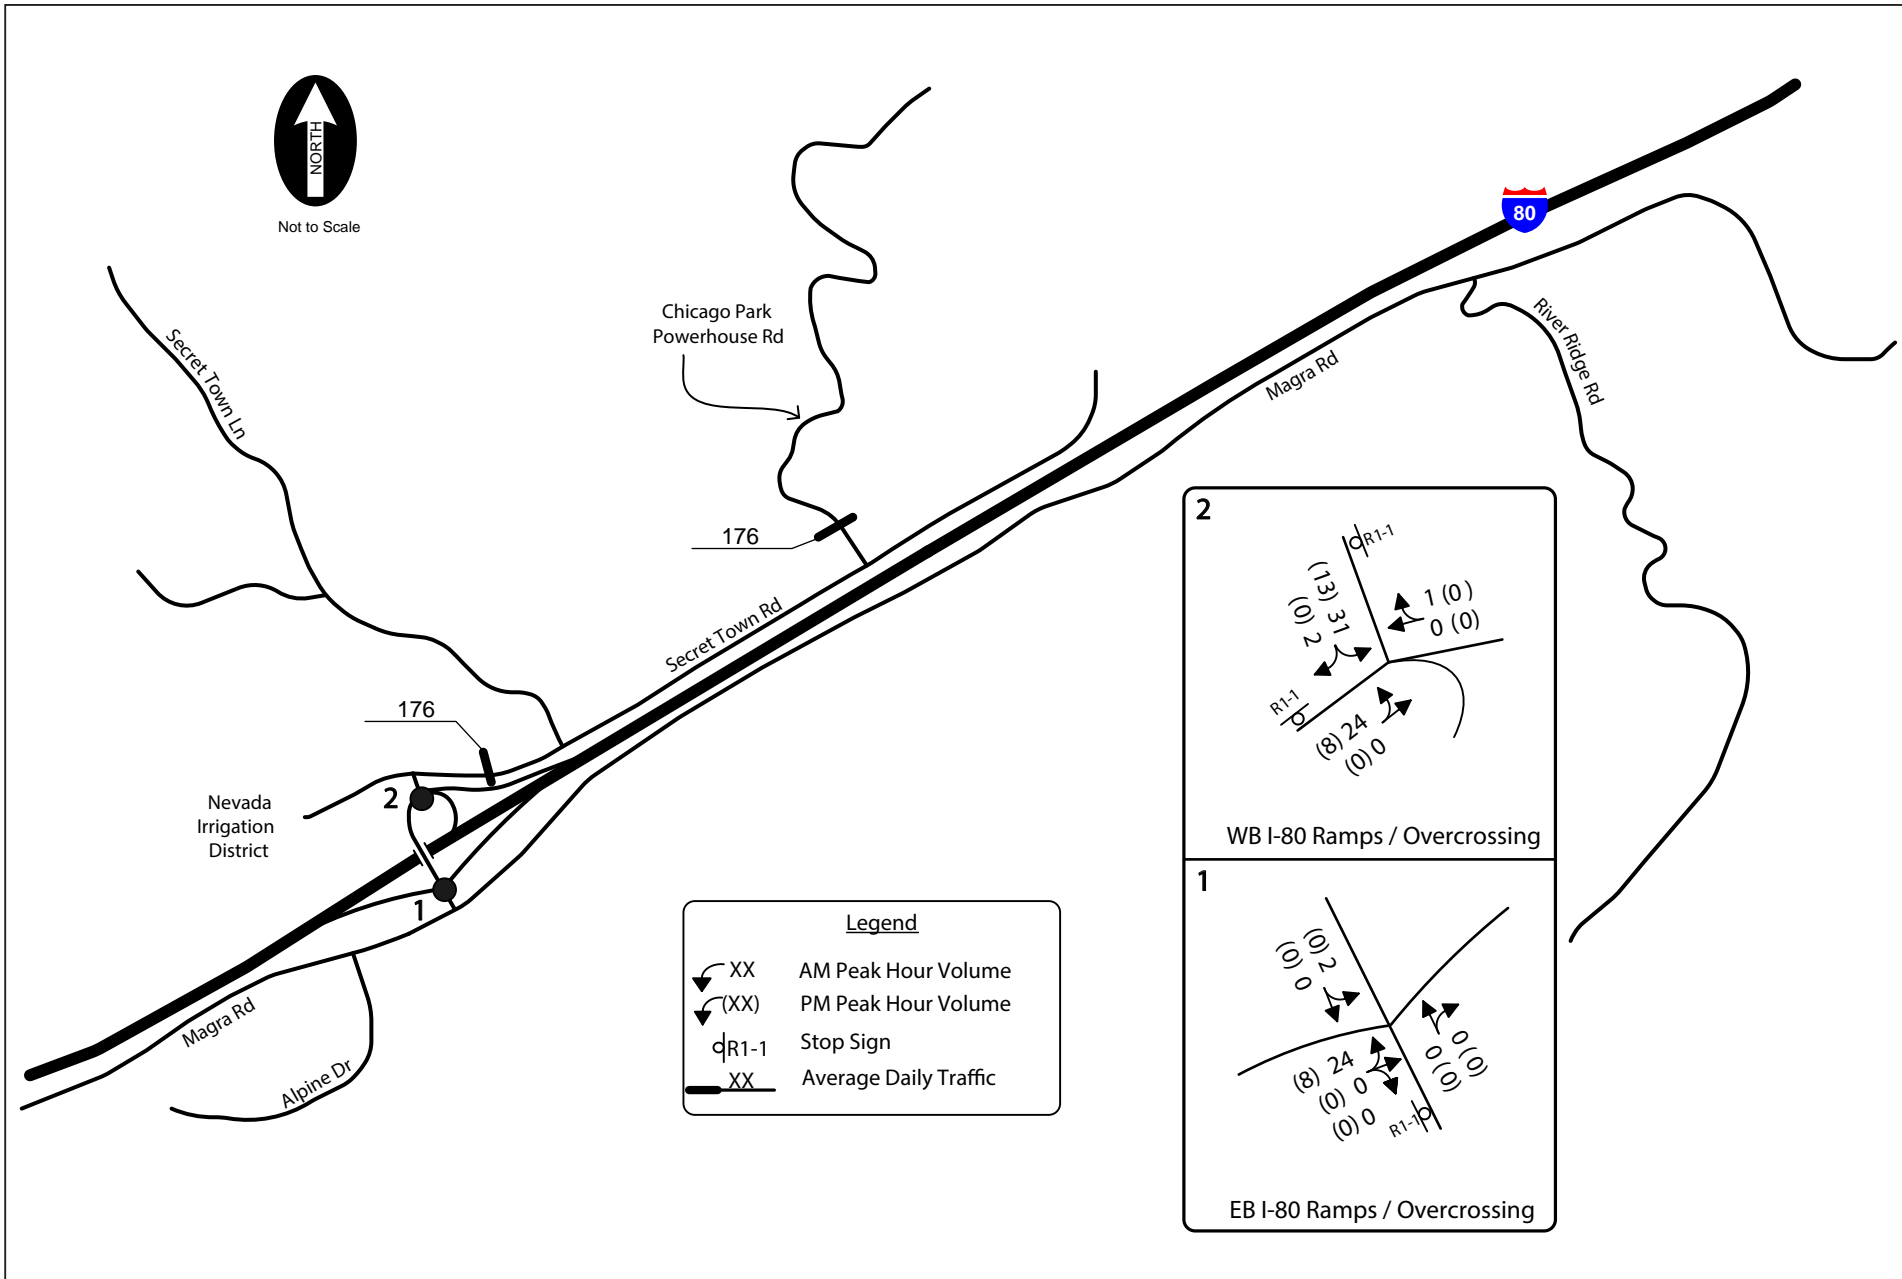 NORTH
Not to Scale
80
Chicago Park
Powerhouse Rd
Secret Town Ln
River Ridge Rd
Magra Rd
176
Secret Town Rd
176
2
Nevada
Irrigation
District
1
Magra Rd
Alpine Dr
2
R1-1
(13) 31
(0) 2
1 (0)
0 (0)
R1-1
(8) 24
(0) 0
WB I-80 Ramps / Overcrossing
1
(0) 2
(0) 0
0 (0)
0 (0)
(8) 24
(0) 0
(0) 0
R1-1
EB I-80 Ramps / Overcrossing
Legend
XX AM Peak Hour Volume
(XX) PM Peak Hour Volume
R1-1 Stop Sign
XX Average Daily Traffic